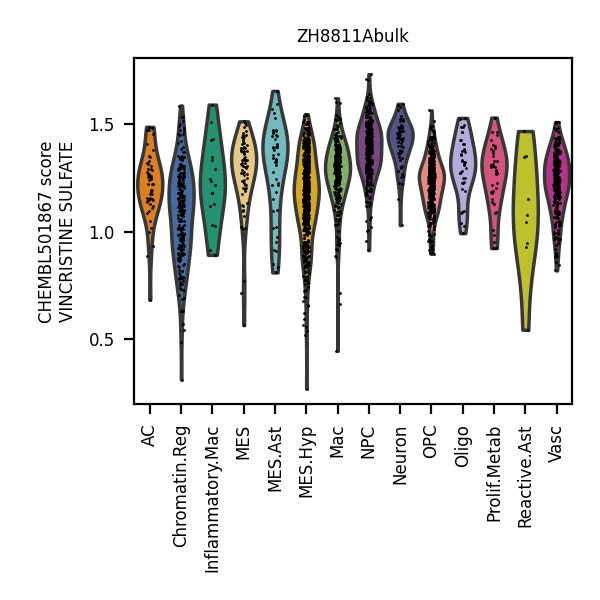 ZH8811Abulk
CHEMBL501867 score
VINCRISTINE SULFATE
1.5
1.0
0.5
AC
Chromatin.Reg
Inflammatory.Mac
MES
MES.Ast
MES.Hyp
Mac
NPC
Neuron
OPC
Oligo
Prolif.Metab
Reactive.Ast
Vasc